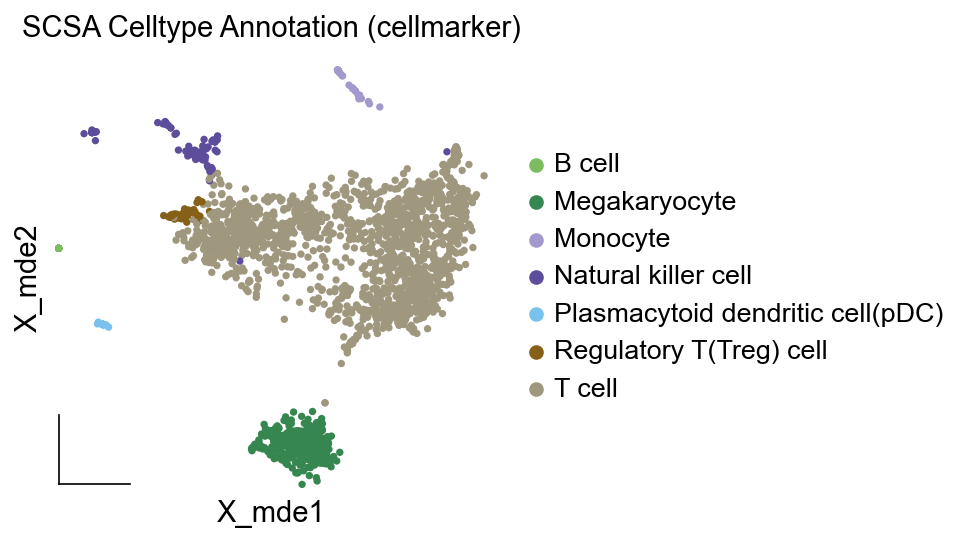 SCSA Celltype Annotation (cellmarker)
B cell
Megakaryocyte
Monocyte
Natural killer cell
Plasmacytoid dendritic cell(pDC)
Regulatory T(Treg) cell
T cell
X_mde2
X_mde1